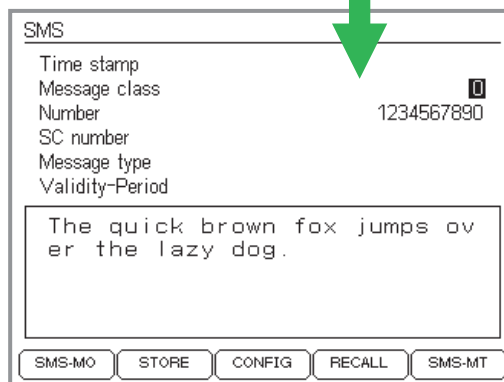 SMS
Time stamp
Message class 0
Number 1234567890
SC number
Message type
Validity-Period
The quick brown fox jumps ov
er the lazy dog.
SMS-MO STORE CONFIG RECALL SMS-MT